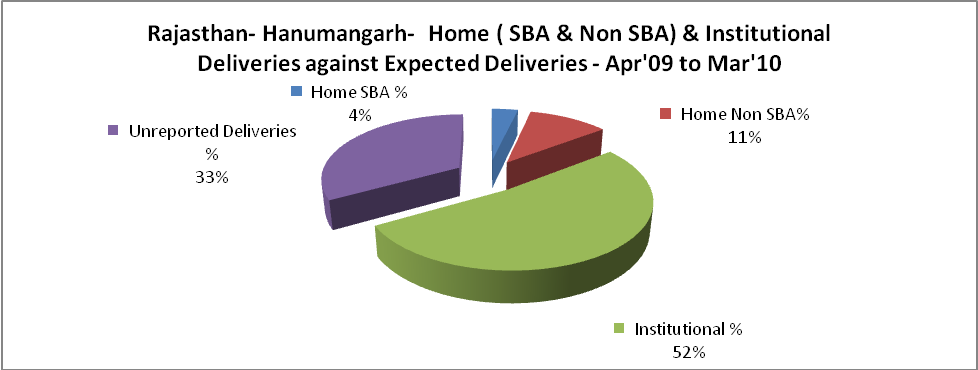 Rajasthan- Hanumangarh- Home ( SBA & Non SBA) & Institutional
Deliveries against Expected Deliveries - Apr'09 to Mar'10
Home SBA %
4%
Home Non SBA%
11%
Unreported Deliveries
%
33%
Institutional %
52%